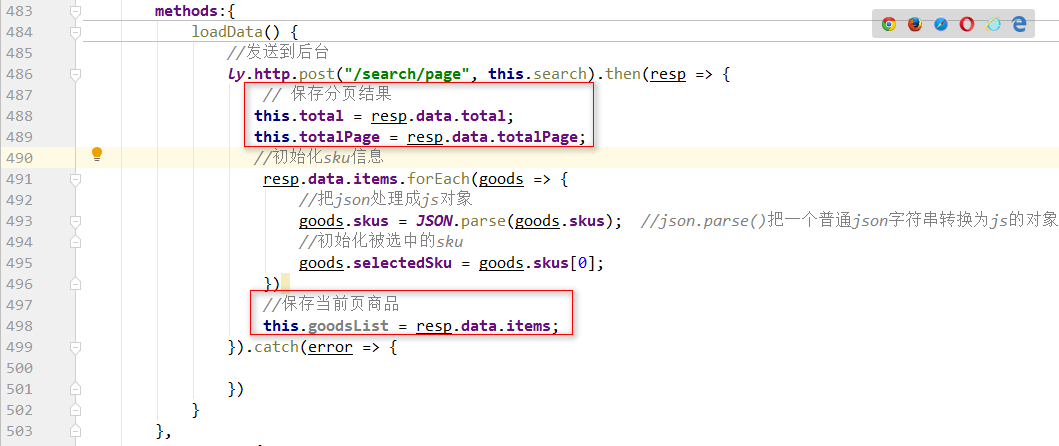 483 methods:{
484 loadData() {
485 //发送到后台
486 ly.http.post("/search/page", this.search).then(resp => {
487 // 保存分页结果
488 this.total = resp.data.total;
489 this.totalPage = resp.data.totalPage;
490 //初始化sku信息
491 resp.data.items.forEach(goods => {
492 //把json处理成js对象
493 goods.skus = JSON.parse(goods.skus); //json.parse()把一个普通json字符串转换为js的对象
494 //初始化被选中的sku
495 goods.selectedSku = goods.skus[0];
496 })
497 //保存当前页商品
498 this.goodsList = resp.data.items;
499 }).catch(error => {
500
501 })
502 }
503 },